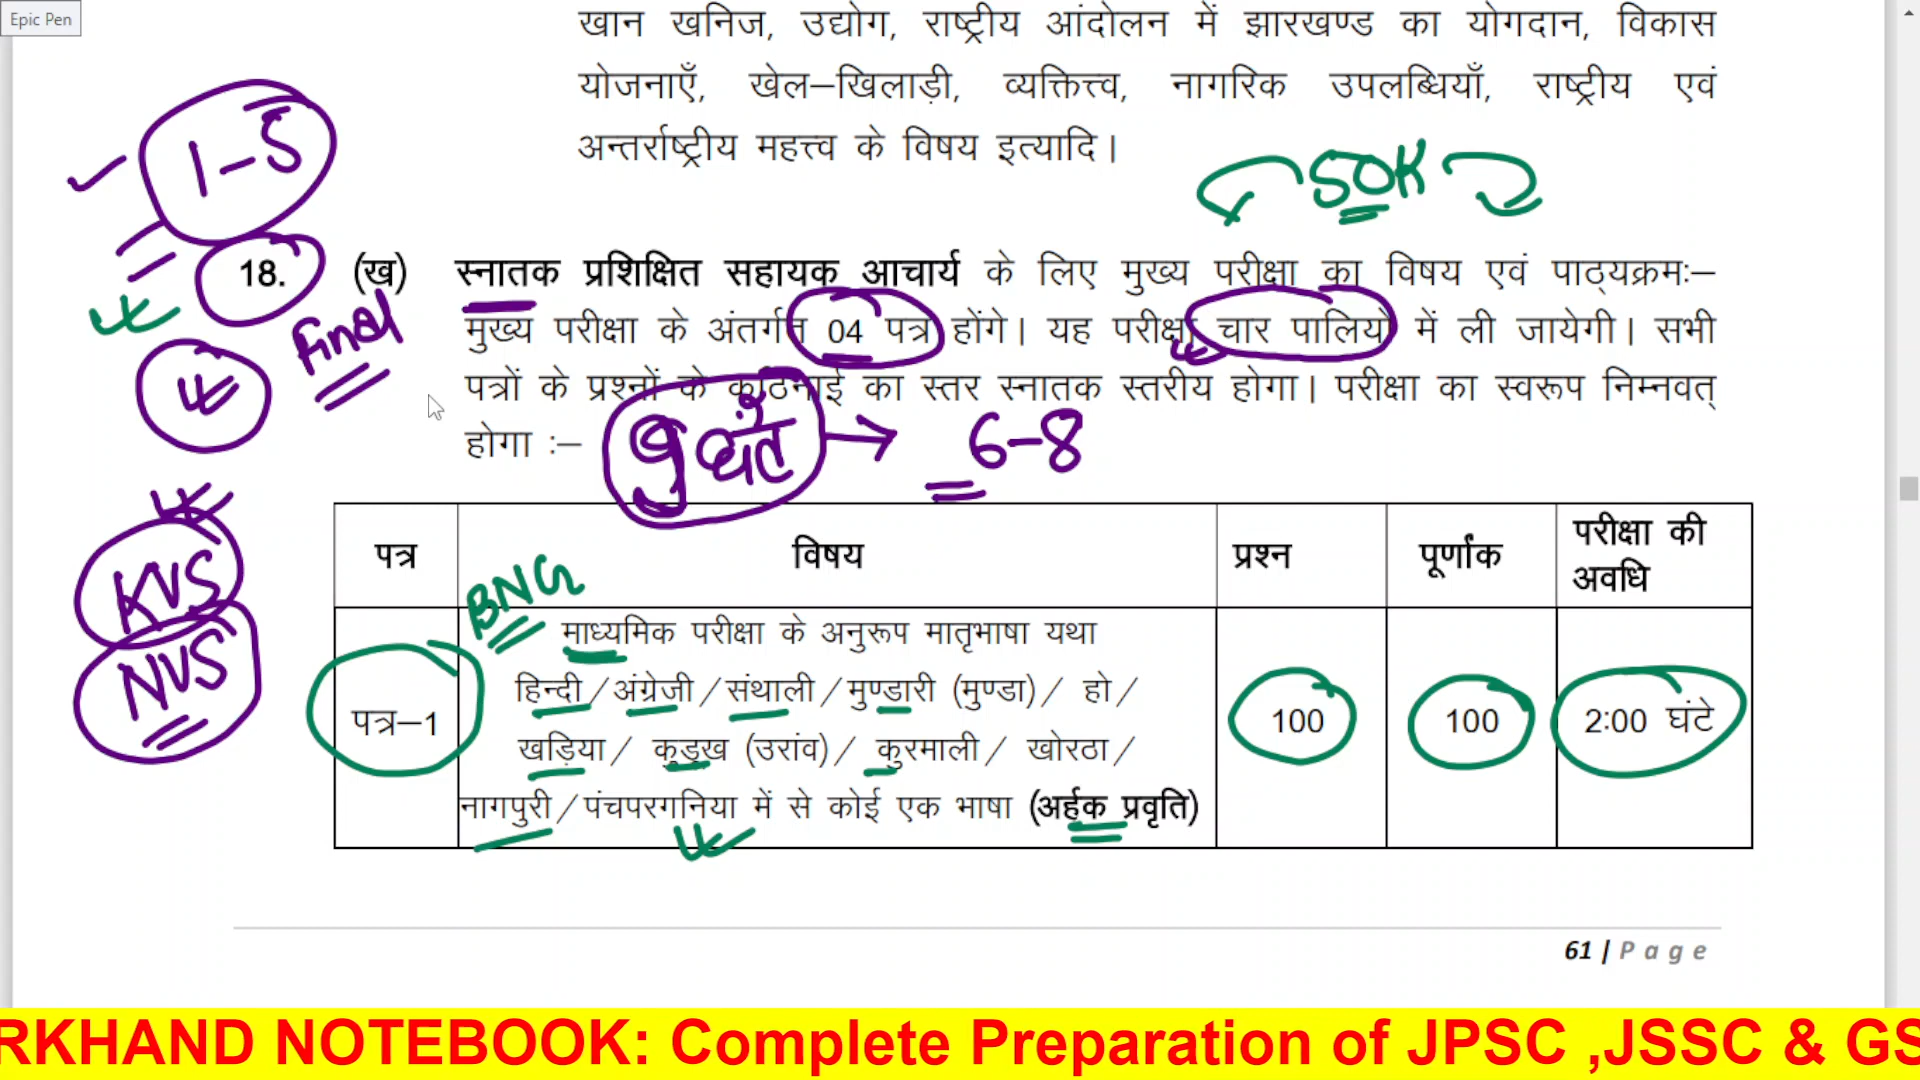 Epic Pen
खान खनिज, उद्योग, राष्ट्रीय आंदोलन में झारखण्ड का योगदान, विकास
योजनाएँ, खेल–खिलाड़ी, व्यक्तित्त्व, नागरिक उपलब्धियाँ, राष्ट्रीय एवं
अन्तर्राष्ट्रीय महत्त्व के विषय इत्यादि।
1-5
50K
18. (ख) स्नातक प्रशिक्षित सहायक आचार्य के लिए मुख्य परीक्षा का विषय एवं पाठ्यक्रमः–
Final
मुख्य परीक्षा के अंतर्गत 04 पत्र होंगे। यह परीक्षा चार पालियों में ली जायेगी। सभी
पत्रों के प्रश्नों के कठिनाई का स्तर स्नातक स्तरीय होगा। परीक्षा का स्वरूप निम्नवत्
होगा :–
9 घंटे → 6-8
KVS
NVS
BNG
पत्र विषय प्रश्न पूर्णांक परीक्षा की
अवधि
माध्यमिक परीक्षा के अनुरूप मातृभाषा यथा
हिन्दी/अंग्रेजी/संथाली/मुण्डारी (मुण्डा)/ हो/
पत्र–1 100 100 2:00 घंटे
खड़िया/ कुडुख (उरांव)/ कुरमाली/ खोरठा/
नागपुरी/पंचपरगनिया में से कोई एक भाषा (अर्हक प्रवृति)
61 | Page
RKHAND NOTEBOOK: Complete Preparation of JPSC ,JSSC & GS